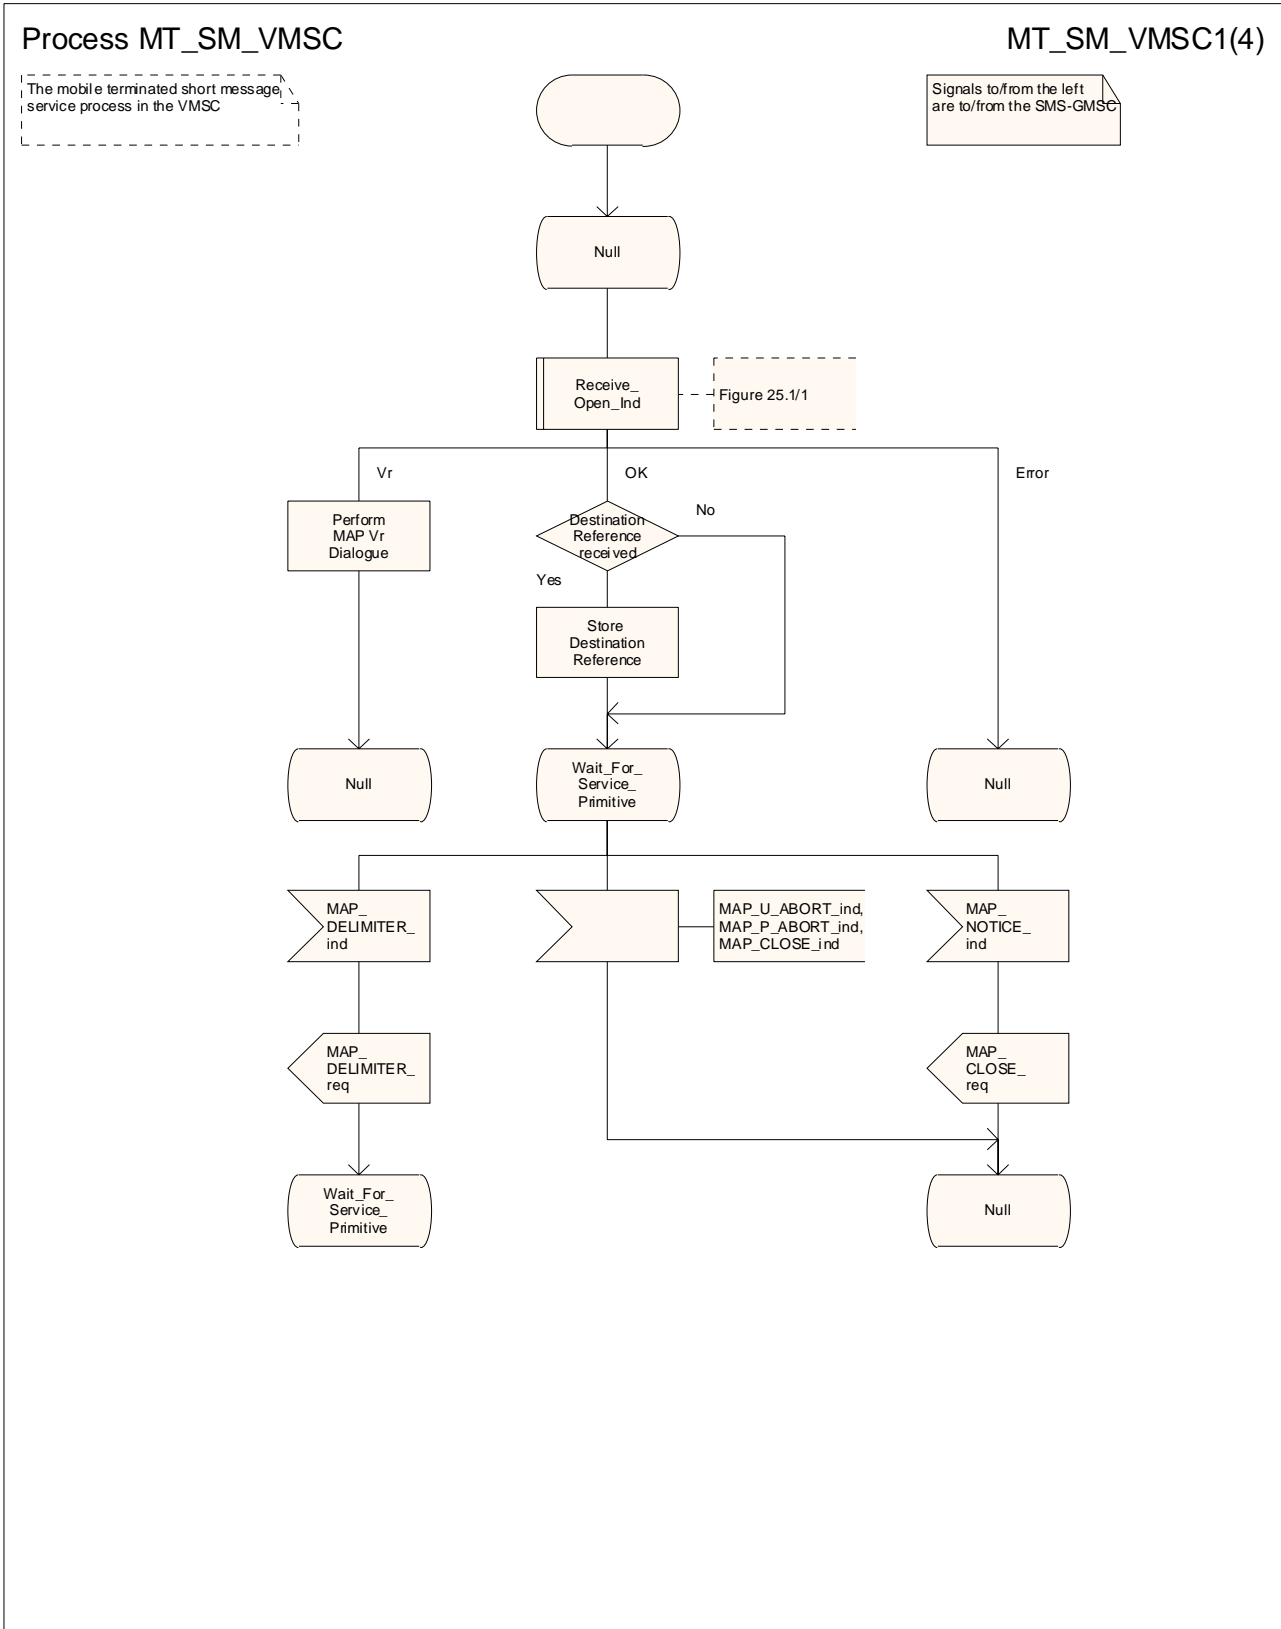 Process MT_SM_VMSC
MT_SM_VMSC1(4)
The mobile terminated short message
service process in the VMSC
Signals to/from the left
are to/from the SMS-GMSC
Null
Receive_
Open_Ind
Figure 25.1/1
Vr
OK
Error
Perform
MAP Vr
Dialogue
Destination
Reference
received
No
Yes
Store
Destination
Reference
Null
Wait_For_
Service_
Primitive
Null
MAP_
DELIMITER_
ind
MAP_U_ABORT_ind,
MAP_P_ABORT_ind,
MAP_CLOSE_ind
MAP_
NOTICE_
ind
MAP_
DELIMITER_
req
MAP_
CLOSE_
req
Wait_For_
Service_
Primitive
Null